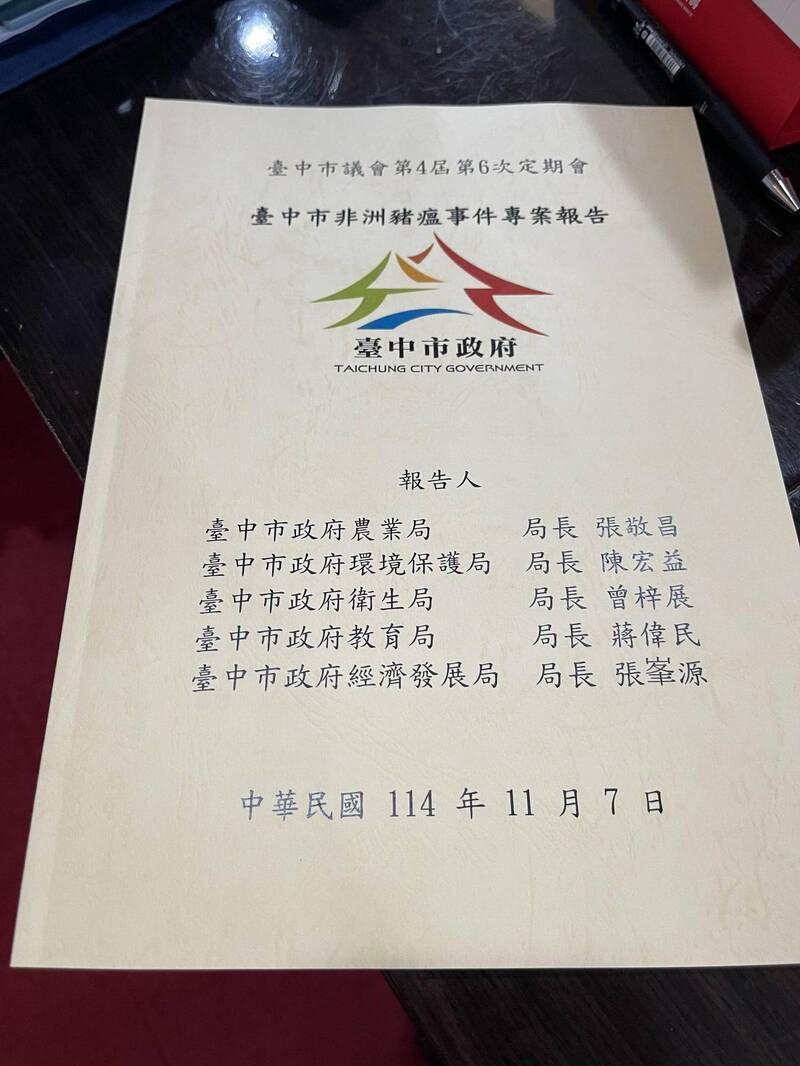 臺中市議會第4屆第6次定期會
臺中市非洲豬瘟事件專案報告
臺中市政府
TAICHUNG CITY GOVERNMENT
報告人
臺中市政府農業局 局長 張敬昌
臺中市政府環境保護局 局長 陳宏益
臺中市政府衛生局 局長 曾梓展
臺中市政府教育局 局長 蔣偉民
臺中市政府經濟發展局 局長 張峯源
中華民國 114 年 11 月 7 日